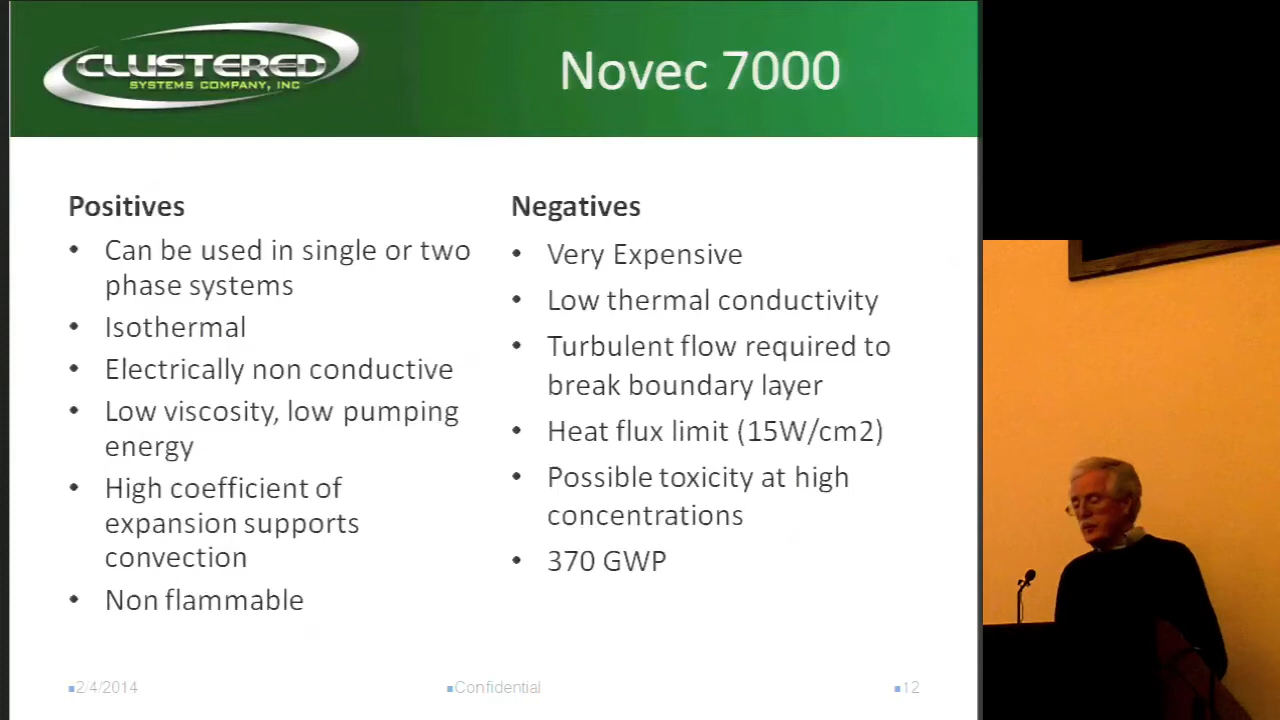 CLUSTERED
SYSTEMS COMPANY, INC
Novec 7000
Positives
• Can be used in single or two
phase systems
• Isothermal
• Electrically non conductive
• Low viscosity, low pumping
energy
• High coefficient of
expansion supports
convection
• Non flammable
Negatives
• Very Expensive
• Low thermal conductivity
• Turbulent flow required to
break boundary layer
• Heat flux limit (15W/cm2)
• Possible toxicity at high
concentrations
• 370 GWP
2/4/2014
Confidential
12